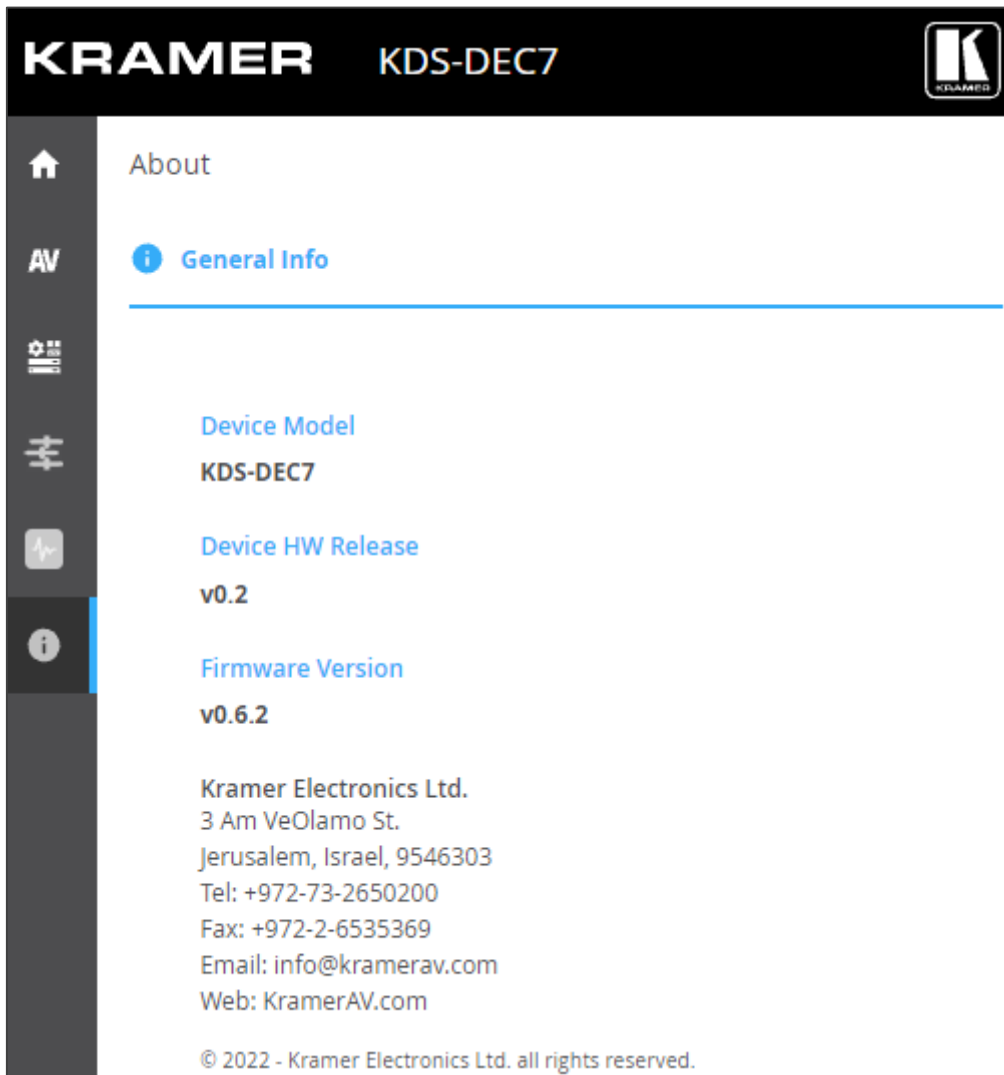 KRAMER KDS-DEC7
KRAMER
About
AV
General Info
Device Model
KDS-DEC7
Device HW Release
v0.2
Firmware Version
v0.6.2
Kramer Electronics Ltd.
3 Am VeOlamo St.
Jerusalem, Israel, 9546303
Tel: +972-73-2650200
Fax: +972-2-6535369
Email: info@kramerav.com
Web: KramerAV.com
© 2022 - Kramer Electronics Ltd. all rights reserved.